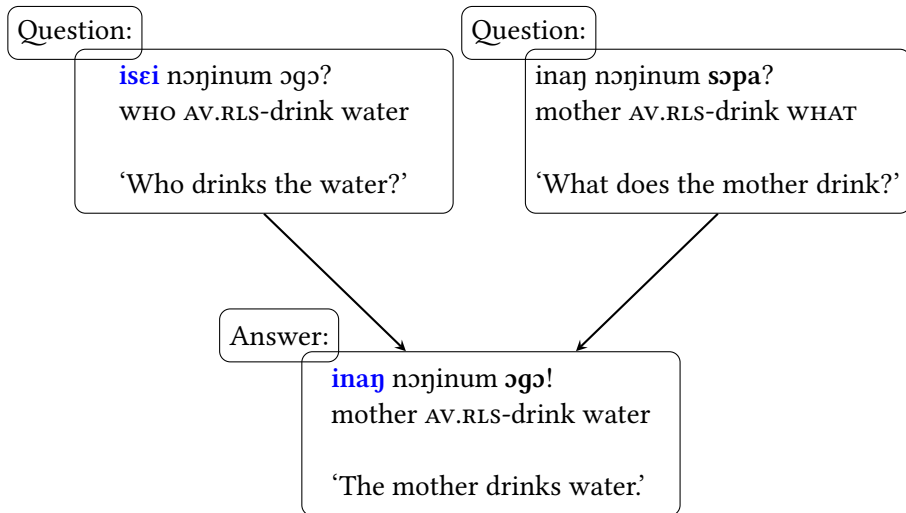 Question:
isɛi nɔŋinum ɔgɔ?
WHO AV.RLS-drink water
‘Who drinks the water?’
Question:
inaŋ nɔŋinum sɔpa?
mother AV.RLS-drink WHAT
‘What does the mother drink?’
Answer:
inaŋ nɔŋinum ɔgɔ!
mother AV.RLS-drink water
‘The mother drinks water.’